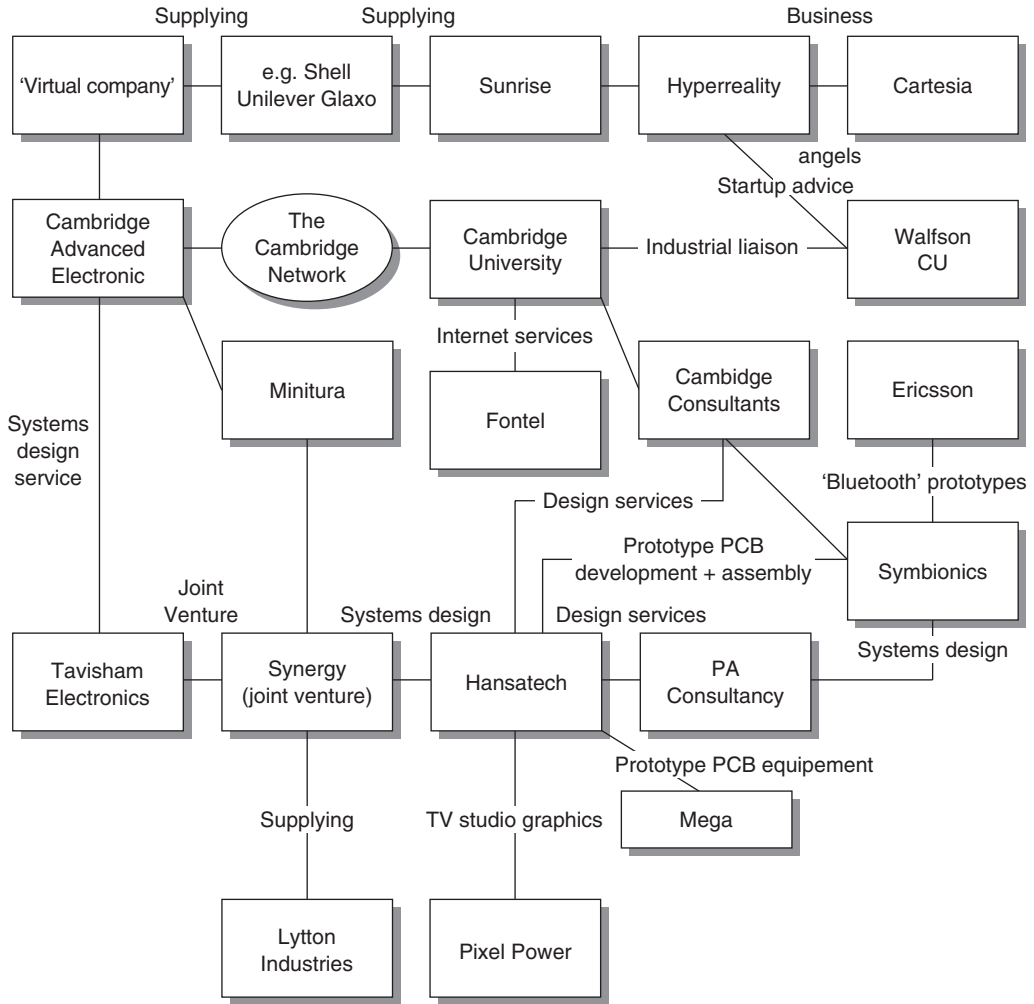 Supplying
Supplying
Business
‘Virtual company’
e.g. Shell
Unilever Glaxo
Sunrise
Hyperreality
Cartesia
angels
Startup advice
Cambridge
Advanced
Electronic
The
Cambridge
Network
Cambridge
University
Industrial liaison
Walfson
CU
Internet services
Minitura
Fontel
Cambidge
Consultants
Ericsson
Systems
design
service
‘Bluetooth’ prototypes
Design services
Prototype PCB
development + assembly
Symbionics
Joint
Venture
Systems design
Design services
Systems design
Tavisham
Electronics
Synergy
(joint venture)
Hansatech
PA
Consultancy
Prototype PCB equipement
Supplying
TV studio graphics
Mega
Lytton
Industries
Pixel Power